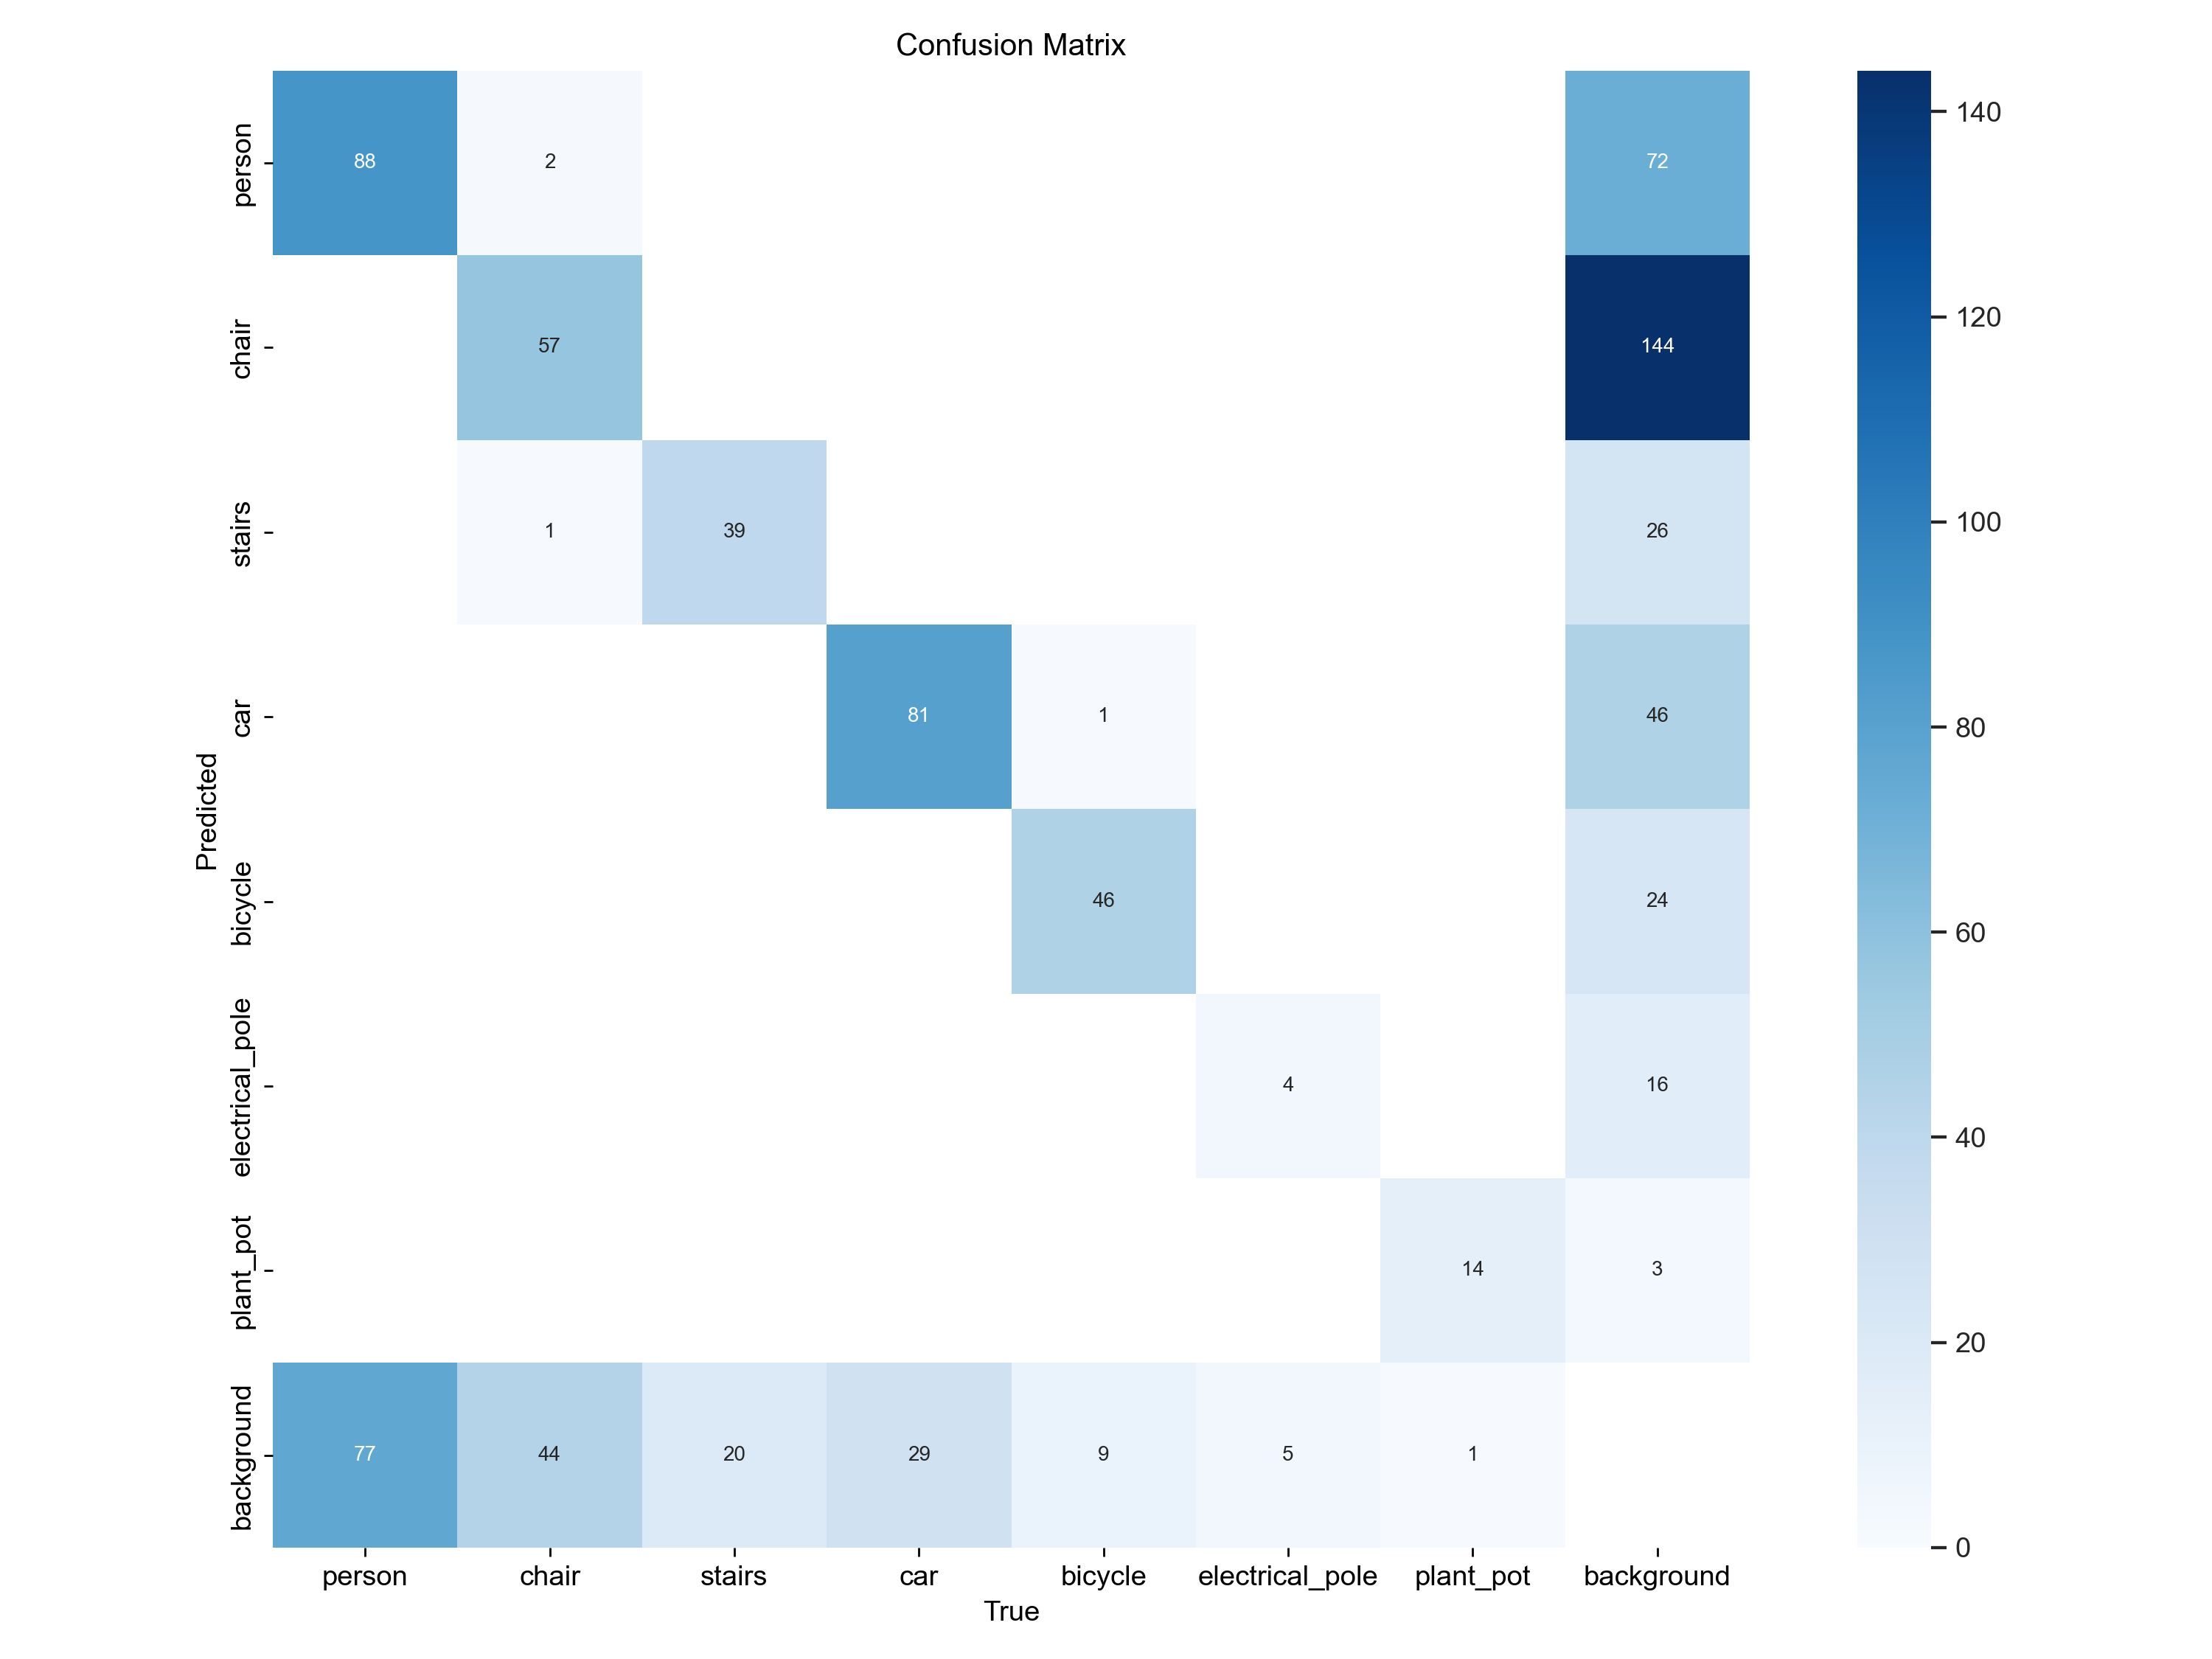 Confusion Matrix
person
88
2
72
chair
57
144
stairs
1
39
26
car
81
1
46
bicycle
46
24
electrical_pole
4
16
plant_pot
14
3
background
77
44
20
29
9
5
1
Predicted
person
chair
stairs
car
bicycle
electrical_pole
plant_pot
background
True
140
120
100
80
60
40
20
0